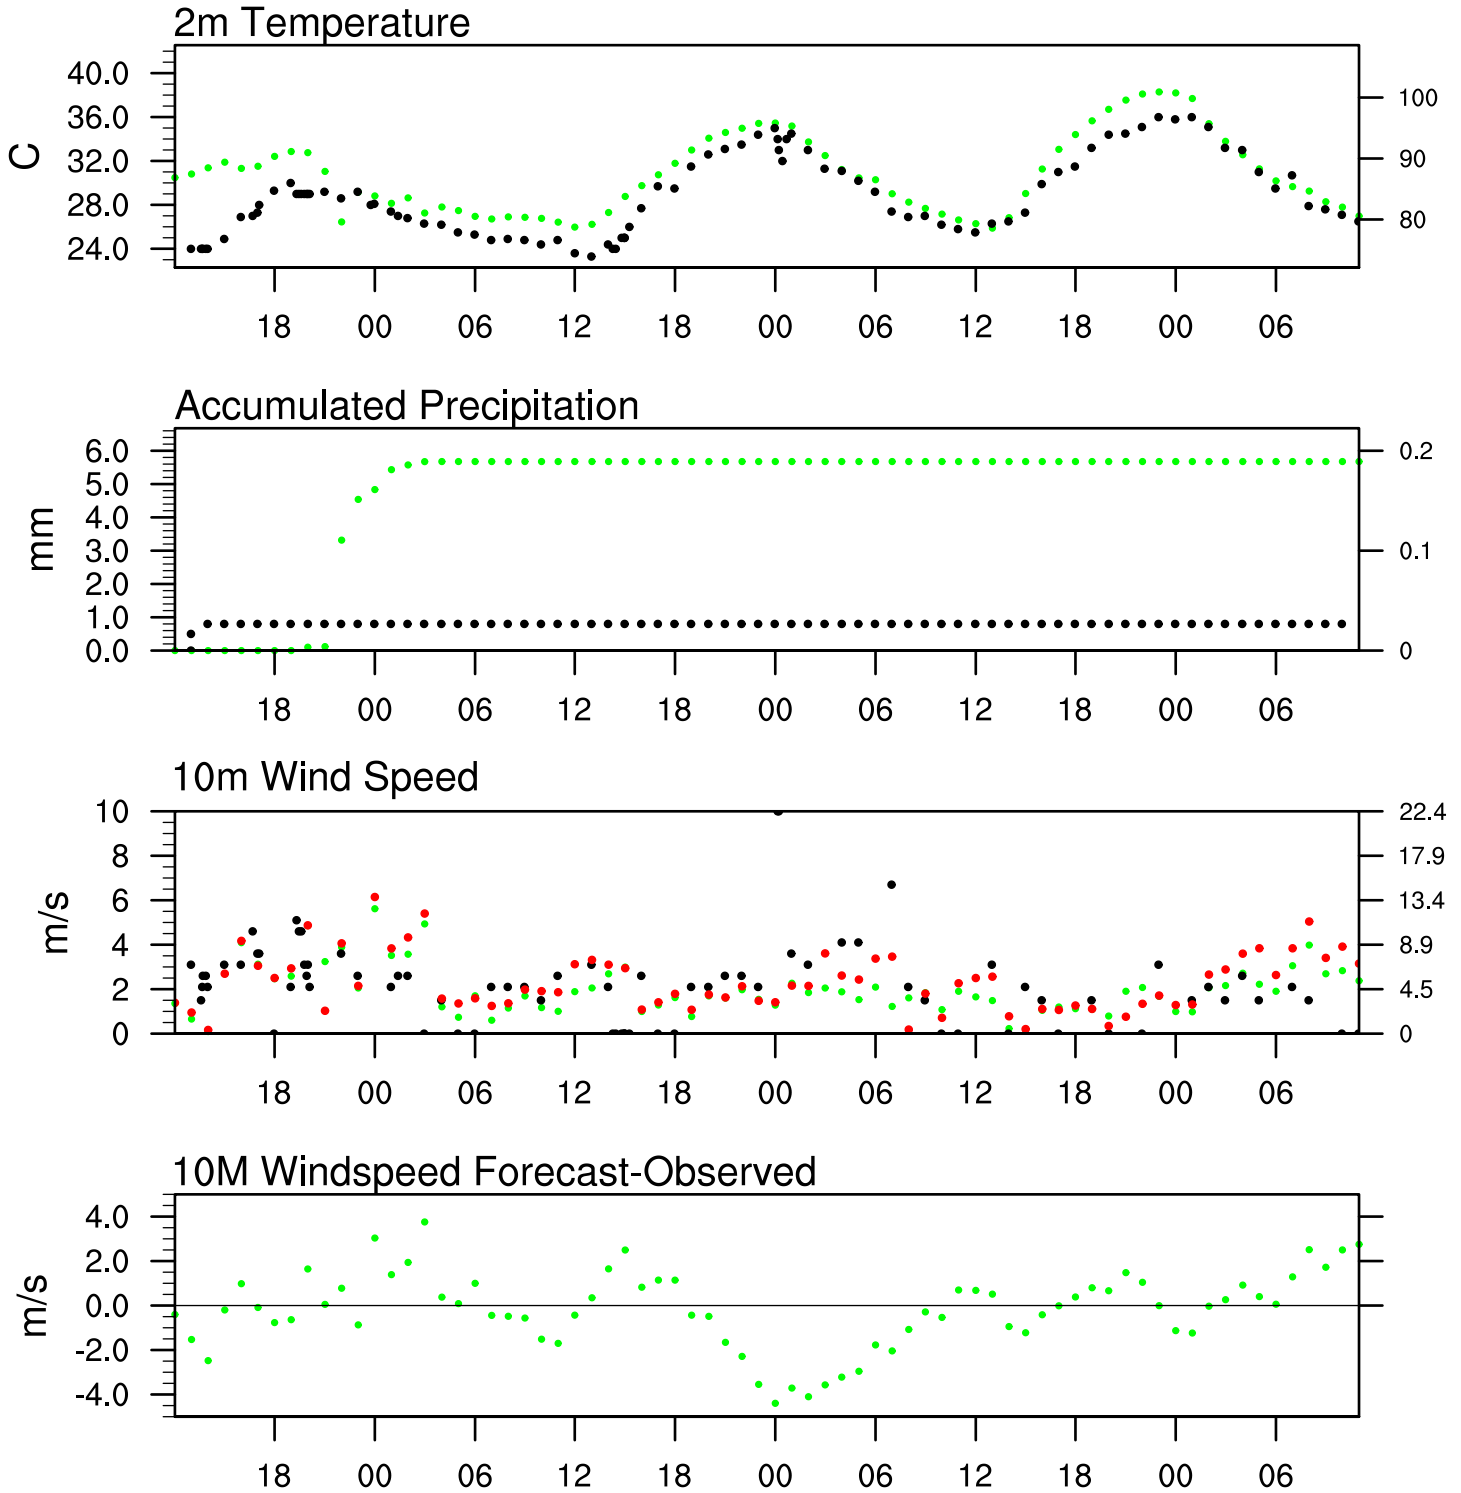 2m Temperature
40.0
36.0
32.0
28.0
24.0
C
100
90
80
18 00 06 12 18 00 06 12 18 00 06
Accumulated Precipitation
6.0
5.0
4.0
3.0
2.0
1.0
0.0
mm
0.2
0.1
0
18 00 06 12 18 00 06 12 18 00 06
10m Wind Speed
10
8
6
4
2
0
m/s
22.4
17.9
13.4
8.9
4.5
0
18 00 06 12 18 00 06 12 18 00 06
10M Windspeed Forecast-Observed
4.0
2.0
0.0
-2.0
-4.0
m/s
18 00 06 12 18 00 06 12 18 00 06